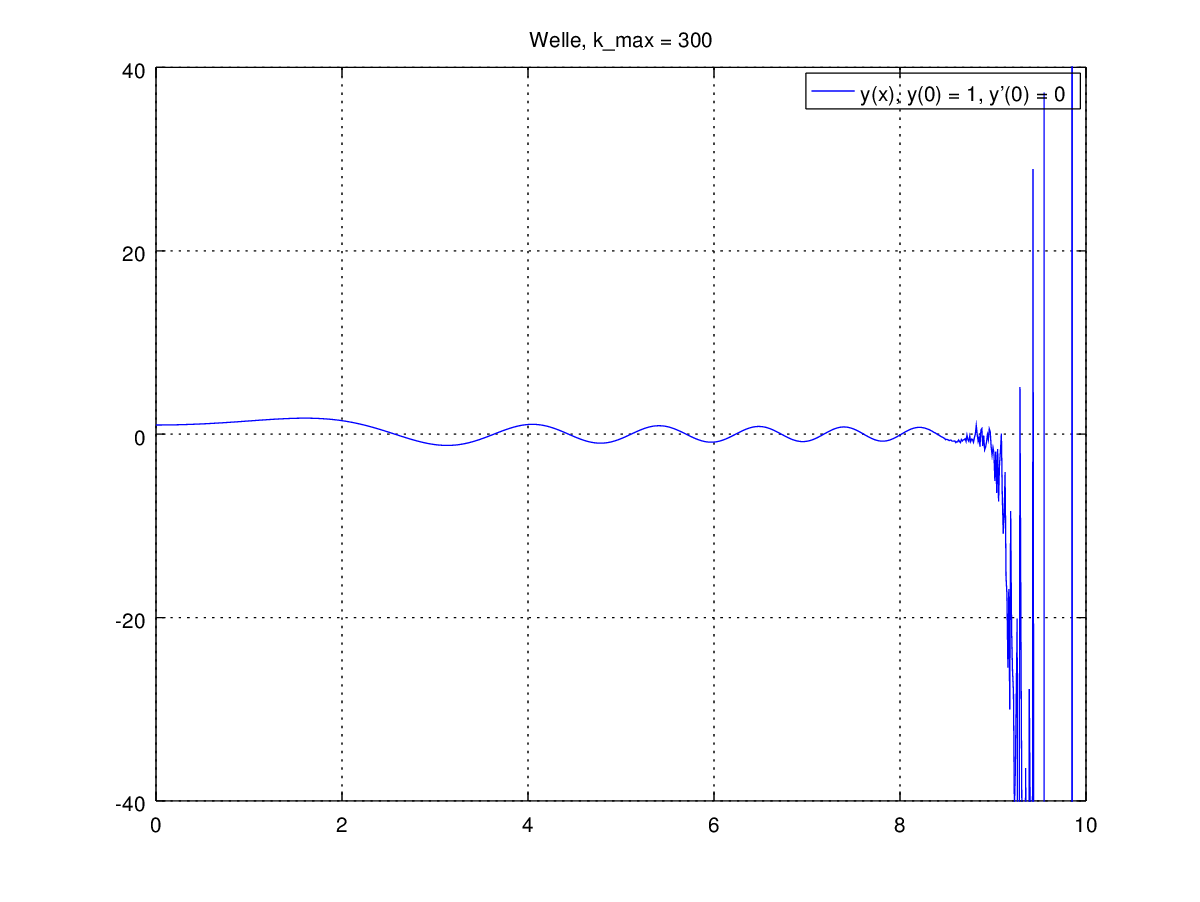 Welle, k_max = 300
y(x), y(0) = 1, y'(0) = 0
40
20
0
-20
-40
0 2 4 6 8 10